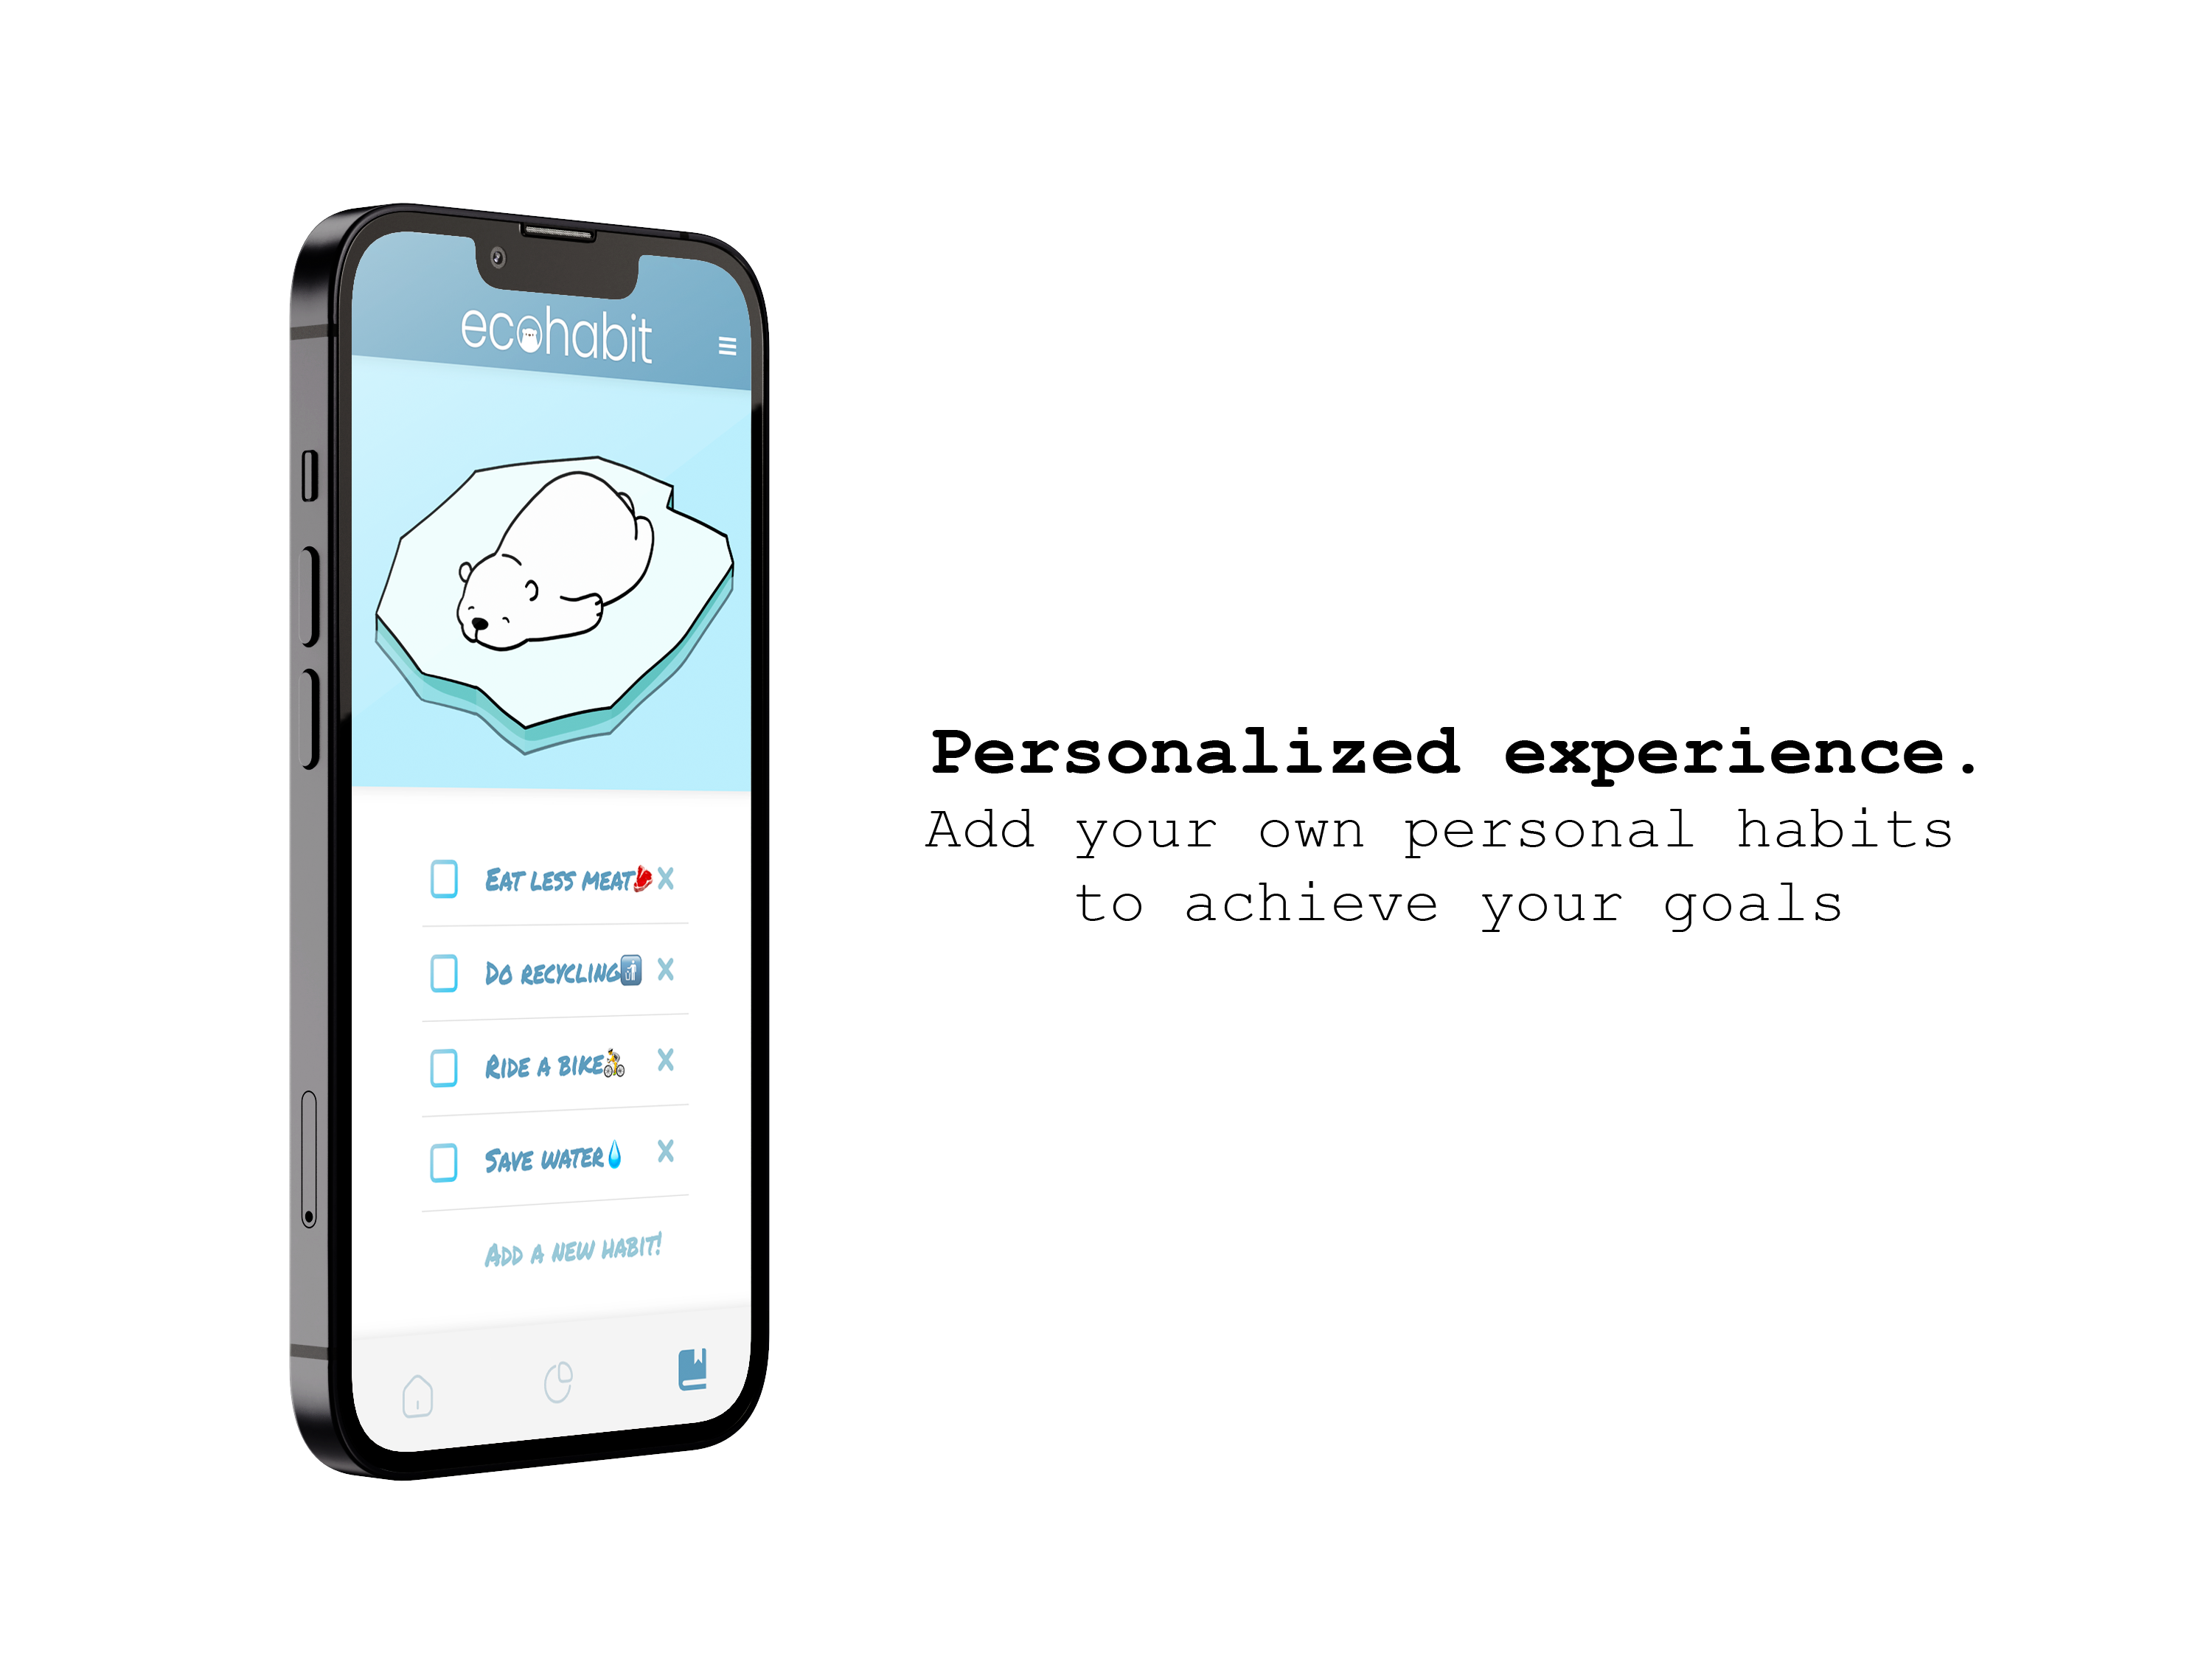 ecohabit
EAT LESS MEAT🥩 X
DO RECYCLING🚮 X
RIDE A BIKE🚴 X
SAVE WATER💧 X
ADD A NEW HABIT!
Personalized experience.
Add your own personal habits
to achieve your goals